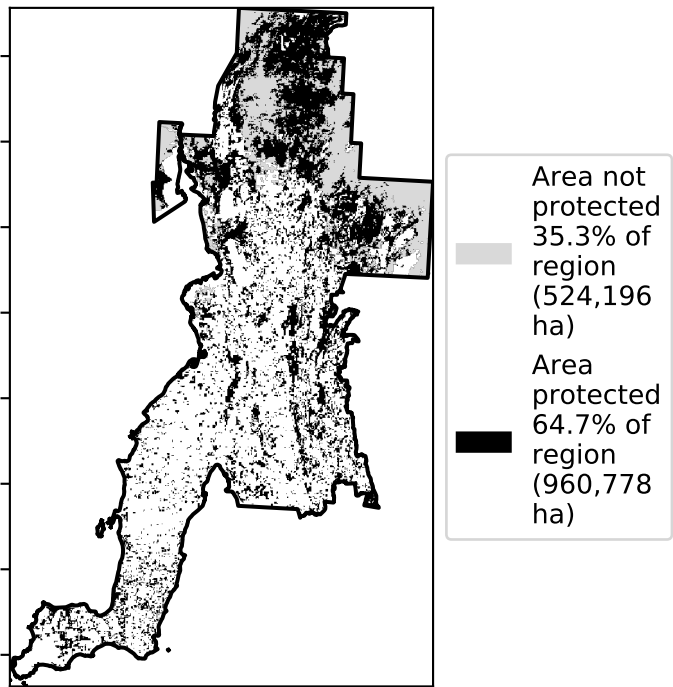 Area not
protected
35.3% of
region
(524,196
ha)
Area
protected
64.7% of
region
(960,778
ha)